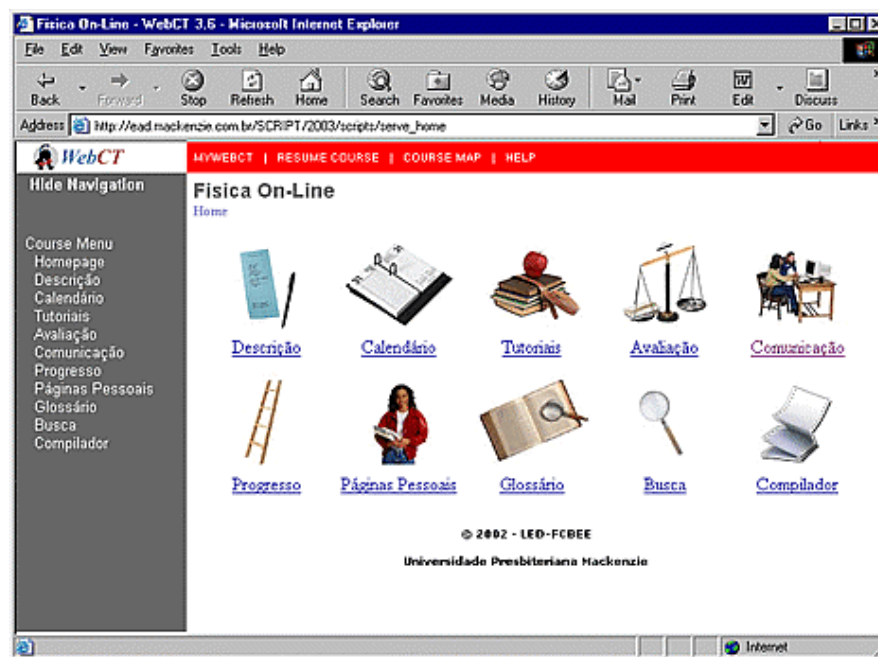 Física On-Line - WebCT 3.6 - Microsoft Internet Explorer
File Edit View Favorites Tools Help
Back Forward Stop Refresh Home Search Favorites Media History Mail Print Edit Discuss
Address http://ead.mackenzie.com.br/SCRIPT/2003/scripts/serve_home Go Links
WebCT MYWEBCT | RESUME COURSE | COURSE MAP | HELP
Hide Navigation
Física On-Line
Home
Course Menu
Homepage
Descrição
Calendário
Tutoriais
Avaliação
Comunicação
Progresso
Páginas Pessoais
Glossário
Busca
Compilador
Descrição Calendário Tutoriais Avaliação Comunicação
Progresso Páginas Pessoais Glossário Busca Compilador
© 2002 - LED-FCBEE
Universidade Presbiteriana Mackenzie
Internet